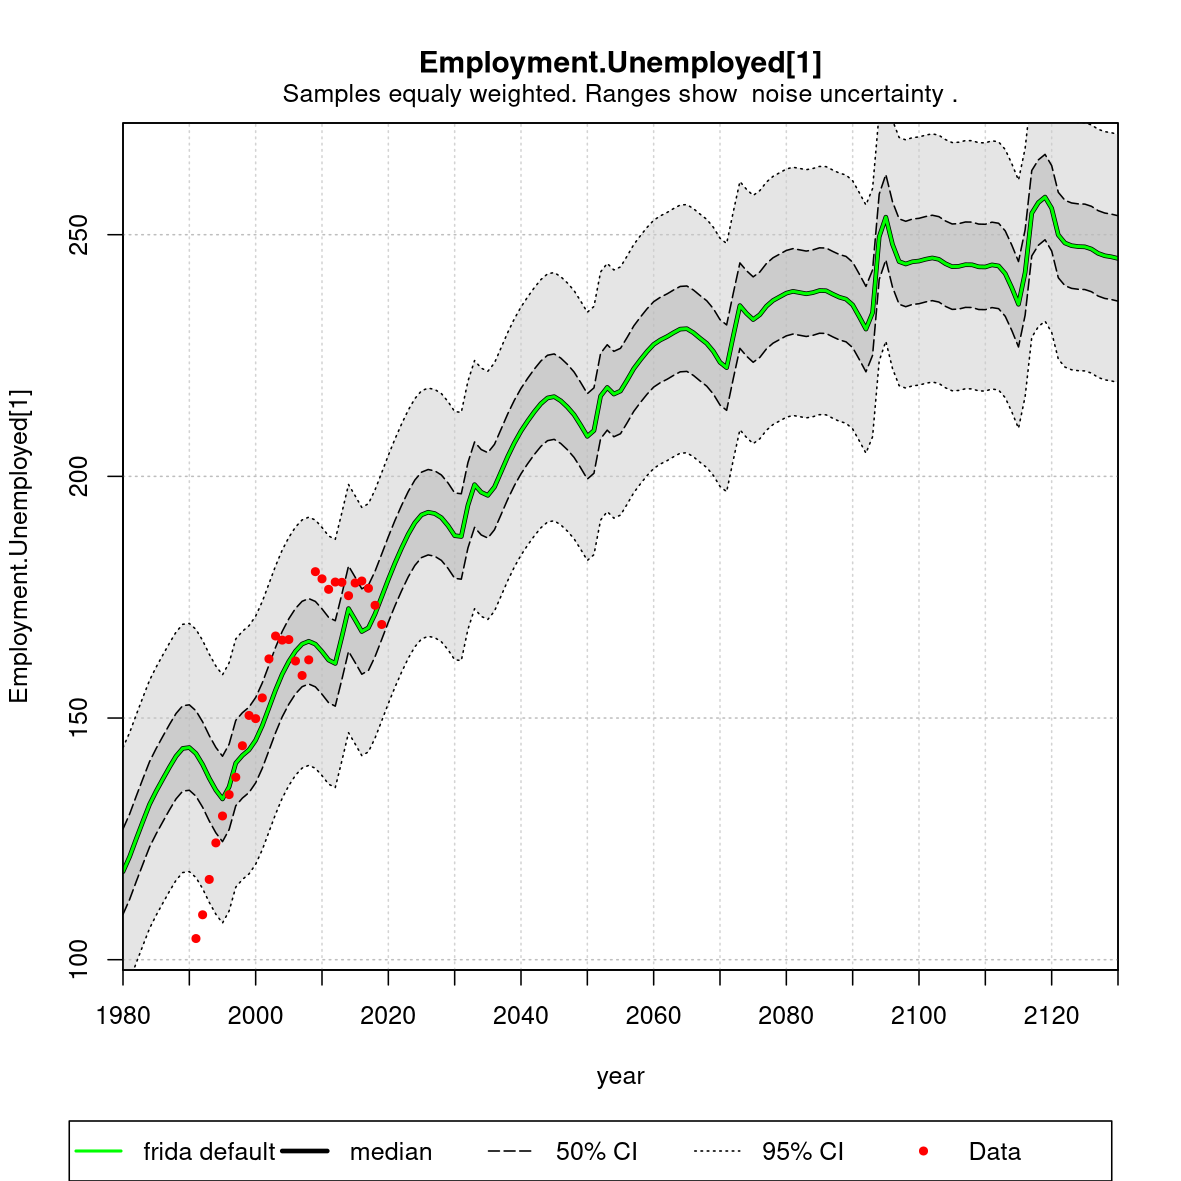 Employment.Unemployed[1]
Samples equaly weighted. Ranges show  noise uncertainty .
Employment.Unemployed[1]
250
200
150
100
1980 2000 2020 2040 2060 2080 2100 2120
year
frida default median 50% CI 95% CI Data